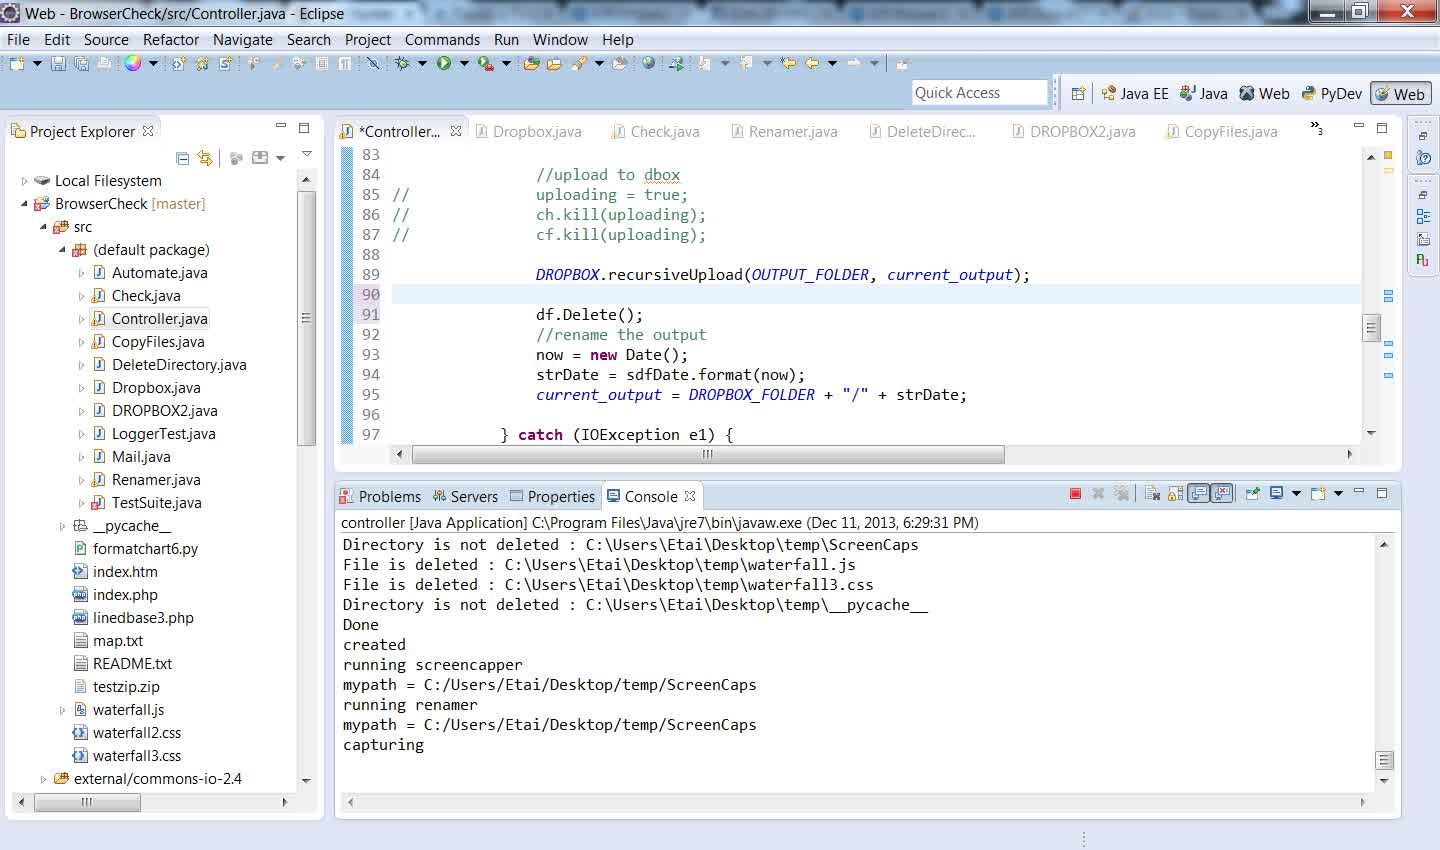 Web - BrowserCheck/src/Controller.java - Eclipse
File Edit Source Refactor Navigate Search Project Commands Run Window Help
Quick Access
Java EE Java Web PyDev Web
Project Explorer
Local Filesystem
BrowserCheck [master]
src
(default package)
Automate.java
Check.java
Controller.java
CopyFiles.java
DeleteDirectory.java
Dropbox.java
DROPBOX2.java
LoggerTest.java
Mail.java
Renamer.java
TestSuite.java
__pycache__
formatchart6.py
index.htm
index.php
linedbase3.php
map.txt
README.txt
testzip.zip
waterfall.js
waterfall2.css
waterfall3.css
external/commons-io-2.4
*Controller... Dropbox.java Check.java Renamer.java DeleteDirec... DROPBOX2.java CopyFiles.java »3
83
84 //upload to dbox
85 // uploading = true;
86 // ch.kill(uploading);
87 // cf.kill(uploading);
88
89 DROPBOX.recursiveUpload(OUTPUT_FOLDER, current_output);
90
91 df.Delete();
92 //rename the output
93 now = new Date();
94 strDate = sdfDate.format(now);
95 current_output = DROPBOX_FOLDER + "/" + strDate;
96
97 } catch (IOException e1) {
Problems Servers Properties Console
controller [Java Application] C:\Program Files\Java\jre7\bin\javaw.exe (Dec 11, 2013, 6:29:31 PM)
Directory is not deleted : C:\Users\Etai\Desktop\temp\ScreenCaps
File is deleted : C:\Users\Etai\Desktop\temp\waterfall.js
File is deleted : C:\Users\Etai\Desktop\temp\waterfall3.css
Directory is not deleted : C:\Users\Etai\Desktop\temp\__pycache__
Done
created
running screencapper
mypath = C:/Users/Etai/Desktop/temp/ScreenCaps
running renamer
mypath = C:/Users/Etai/Desktop/temp/ScreenCaps
capturing